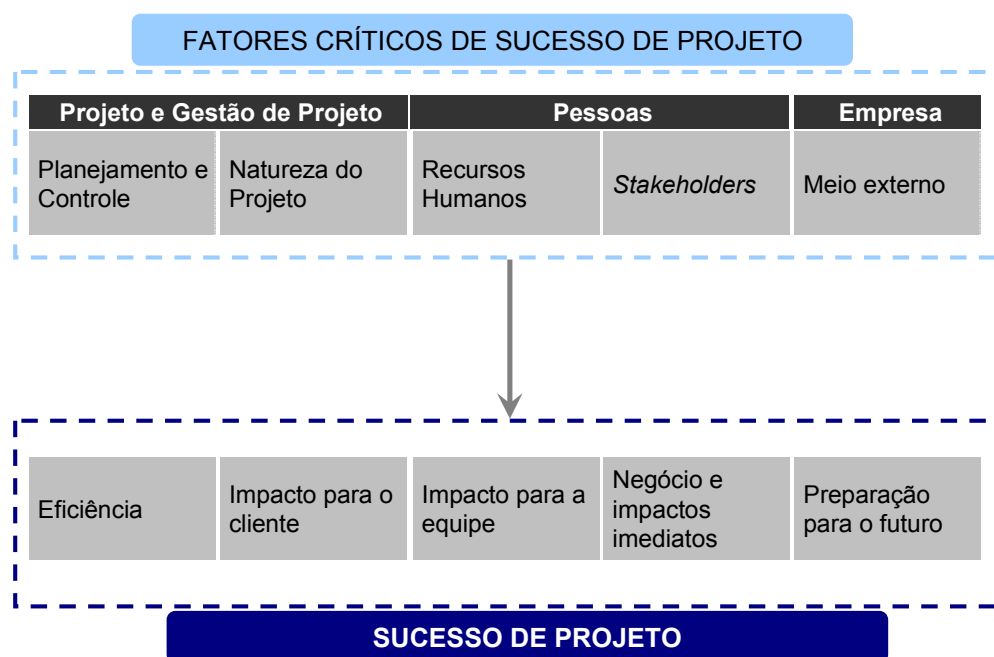 FATORES CRÍTICOS DE SUCESSO DE PROJETO
Projeto e Gestão de Projeto
Pessoas
Empresa
Planejamento e
Controle
Natureza do
Projeto
Recursos
Humanos
Stakeholders
Meio externo
Eficiência
Impacto para o
cliente
Impacto para a
equipe
Negócio e
impactos
imediatos
Preparação
para o futuro
SUCESSO DE PROJETO